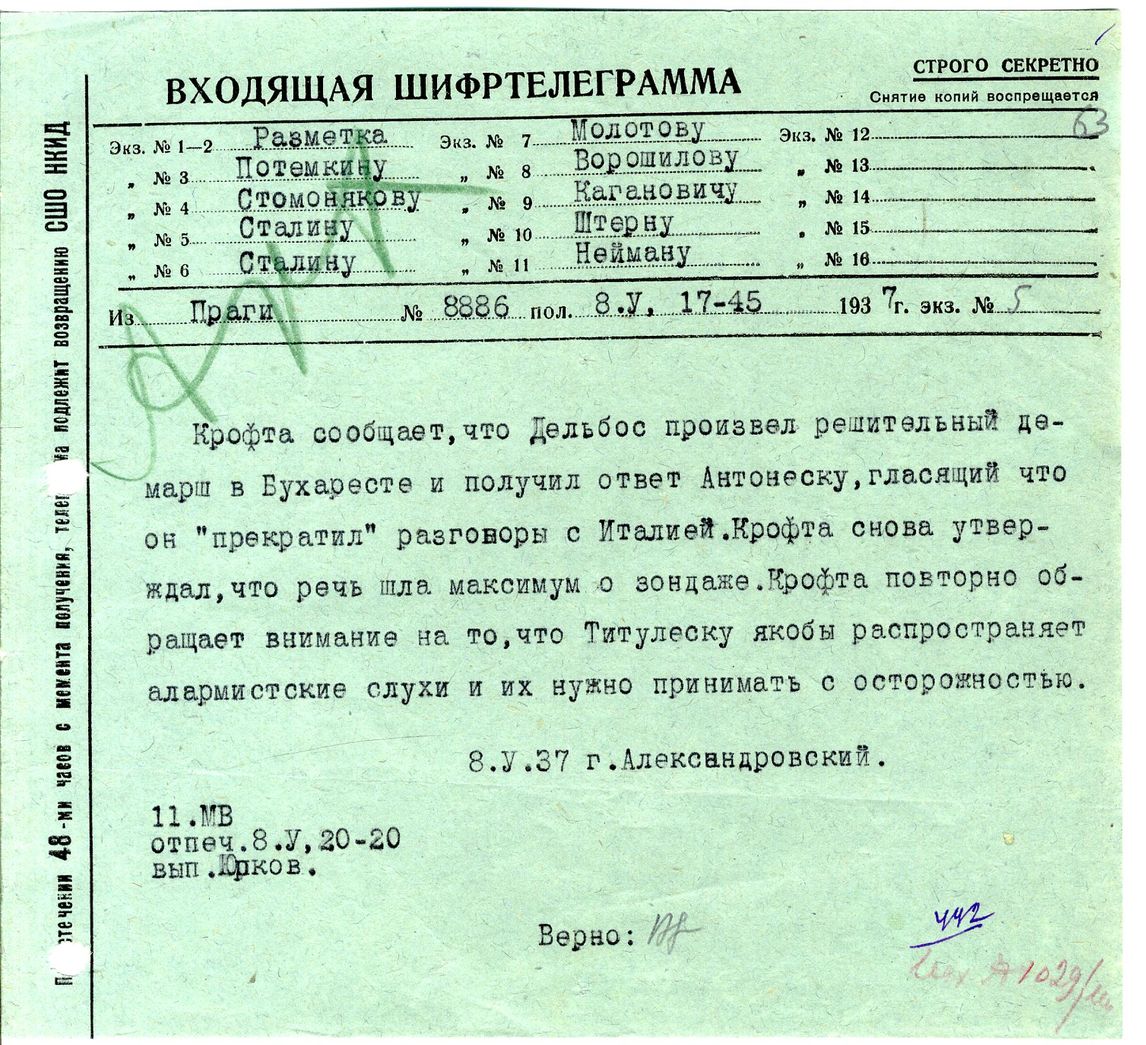 СТРОГО СЕКРЕТНО
ВХОДЯЩАЯ ШИФРТЕЛЕГРАММА
Снятие копий воспрещается
63
Экз. № 1—2 Разметка Экз. № 7 Молотову Экз. № 12
„ № 3 Потемкину „ № 8 Ворошилову „ № 13
„ № 4 Стомонякову „ № 9 Кагановичу „ № 14
„ № 5 Сталину „ № 10 Штерну „ № 15
„ № 6 Сталину „ № 11 Нейману „ № 16
Из Праги № 8886 пол. 8.У, 17-45 1937г. экз. № 5
Крофта сообщает,что Дельбос произвел решительный де-
марш в Бухаресте и получил ответ Антонеску,гласящий что
он "прекратил" разговоры с Италией.Крофта снова утвер-
ждал,что речь шла максимум о зондаже.Крофта повторно об-
ращает внимание на то,что Титулеску якобы распространяет
алармистские слухи и их нужно принимать с осторожностью.
8.У.37 г.Александровский.
11.МВ
отпеч.8.У,20-20
вып.Юрков.
Верно:
442
1029
стечении 48-ми часов с момента получения, подлежит возвращению СШО НКИД